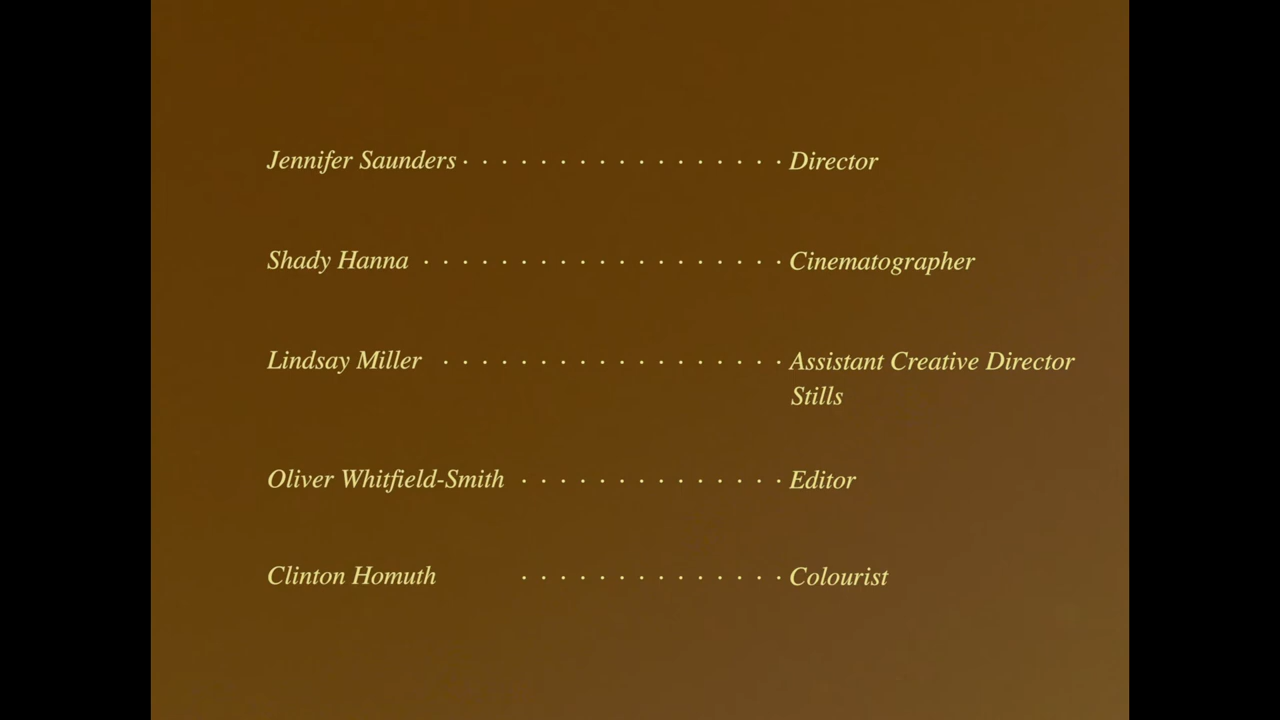 Jennifer Saunders . . . . . . . . . . . . . . . . . Director
Shady Hanna . . . . . . . . . . . . . . . . . . . Cinematographer
Lindsay Miller . . . . . . . . . . . . . . . . . . Assistant Creative Director
Stills
Oliver Whitfield-Smith . . . . . . . . . . . . . . Editor
Clinton Homuth . . . . . . . . . . . . . . Colourist